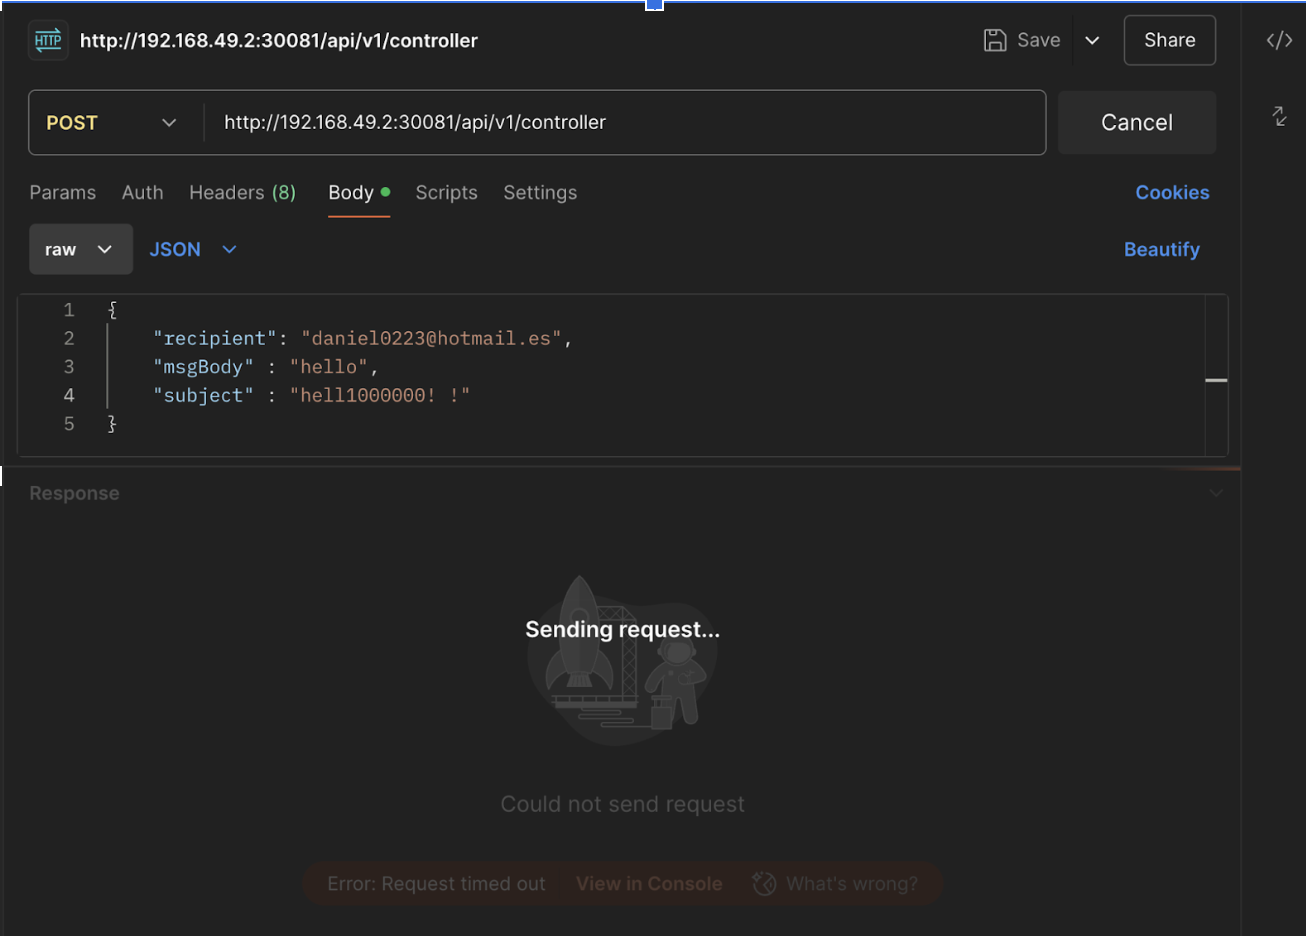 HTTP http://192.168.49.2:30081/api/v1/controller Save Share </>
POST http://192.168.49.2:30081/api/v1/controller Cancel
Params Auth Headers (8) Body Scripts Settings Cookies
raw JSON Beautify
1 {
2 "recipient": "daniel0223@hotmail.es",
3 "msgBody" : "hello",
4 "subject" : "hell1000000! !"
5 }
Response
Sending request...
Could not send request
Error: Request timed out View in Console What's wrong?